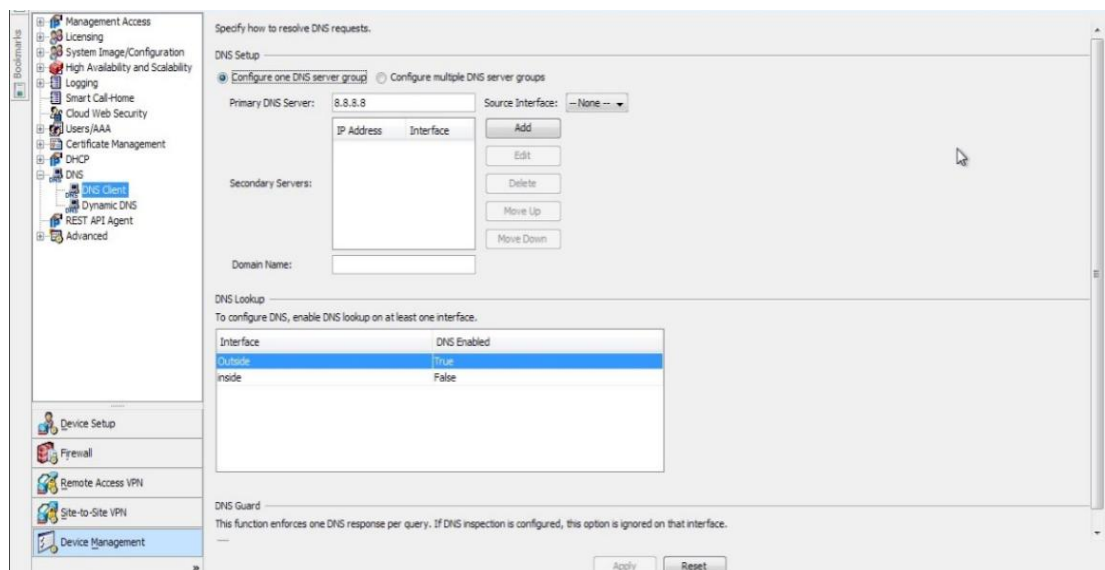 Bookmarks
Management Access
Licensing
System Image/Configuration
High Availability and Scalability
Logging
Smart Call-Home
Cloud Web Security
Users/AAA
Certificate Management
DHCP
DNS
DNS Client
Dynamic DNS
REST API Agent
Advanced
Device Setup
Firewall
Remote Access VPN
Site-to-Site VPN
Device Management
»
Specify how to resolve DNS requests.
DNS Setup
Configure one DNS server group Configure multiple DNS server groups
Primary DNS Server: 8.8.8.8 Source Interface: -- None --
IP Address Interface Add
Edit
Secondary Servers: Delete
Move Up
Move Down
Domain Name:
DNS Lookup
To configure DNS, enable DNS lookup on at least one interface.
Interface DNS Enabled
Outside True
inside False
DNS Guard
This function enforces one DNS response per query. If DNS inspection is configured, this option is ignored on that interface.
Apply Reset